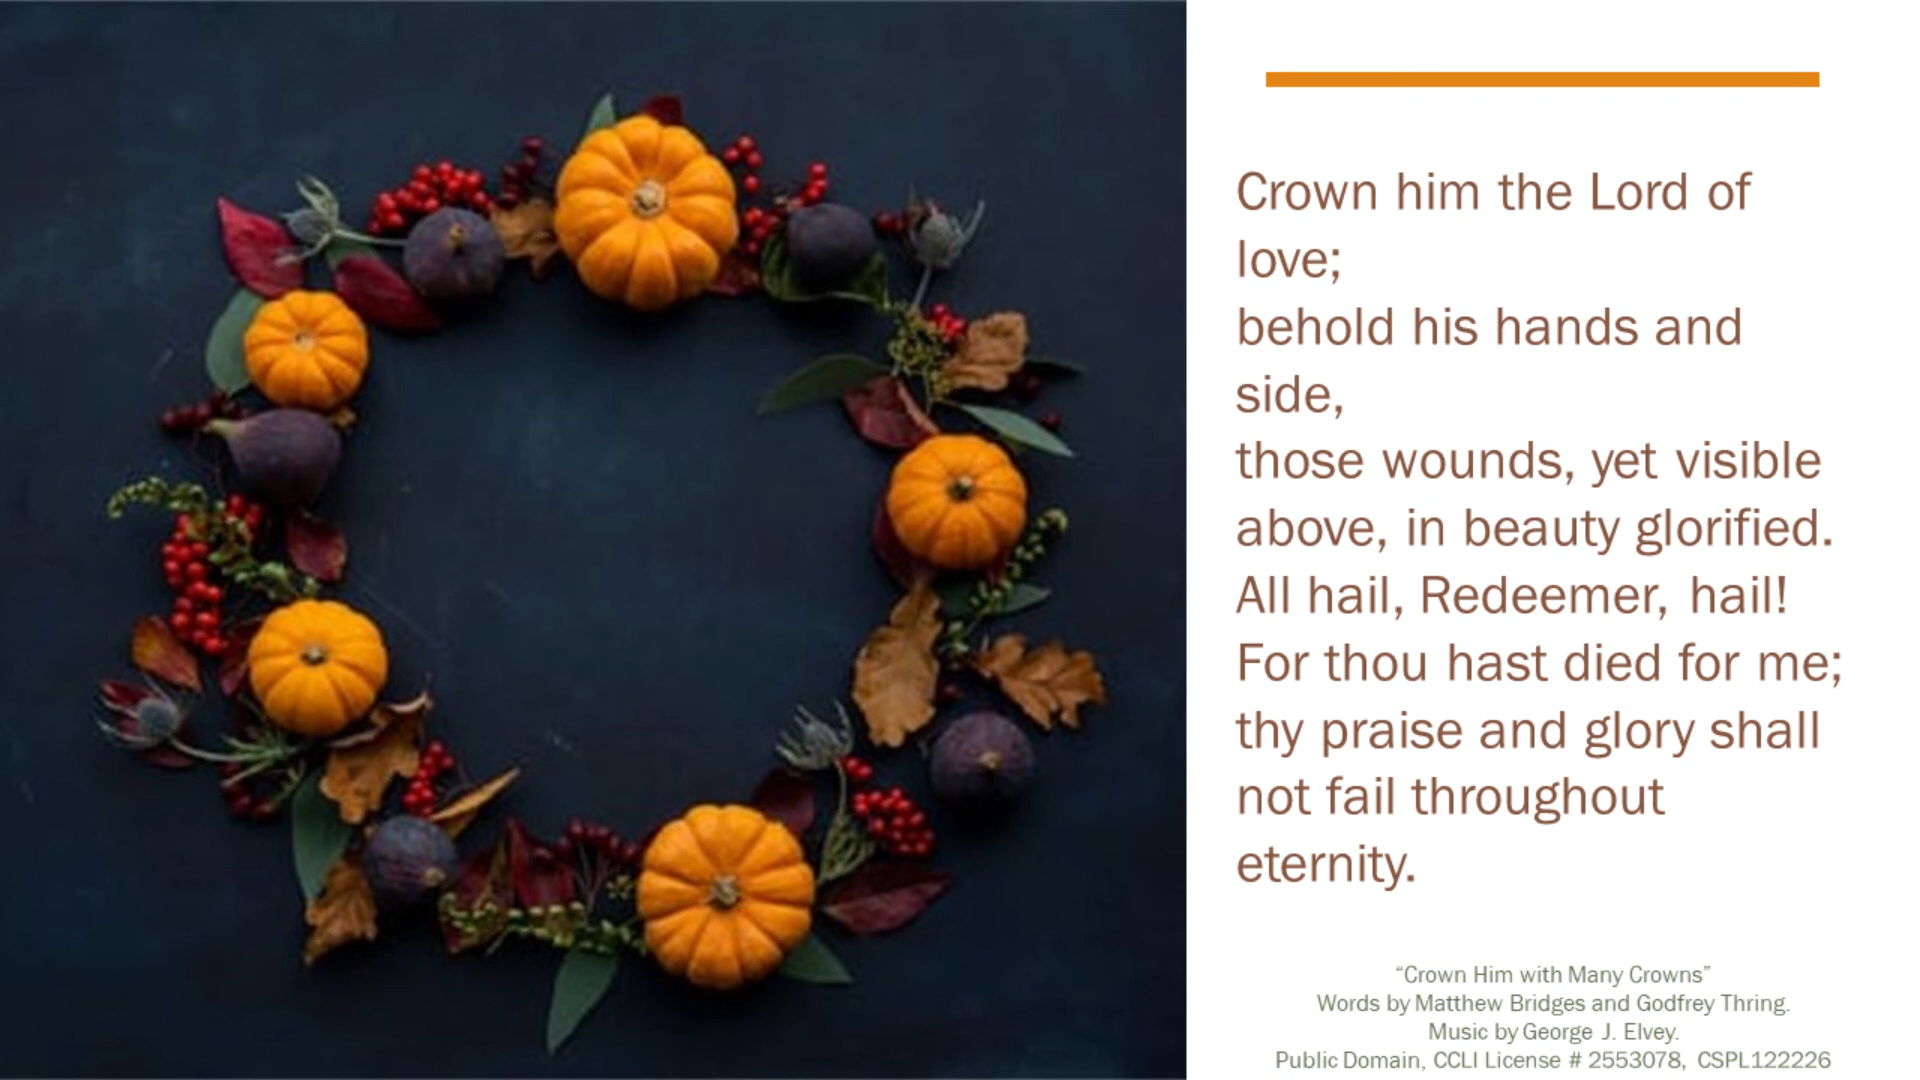 Crown him the Lord of
love;
behold his hands and
side,
those wounds, yet visible
above, in beauty glorified.
All hail, Redeemer, hail!
For thou hast died for me;
thy praise and glory shall
not fail throughout
eternity.
“Crown Him with Many Crowns”
Words by Matthew Bridges and Godfrey Thring.
Music by George J. Elvey.
Public Domain, CCLI License # 2553078, CSPL122226